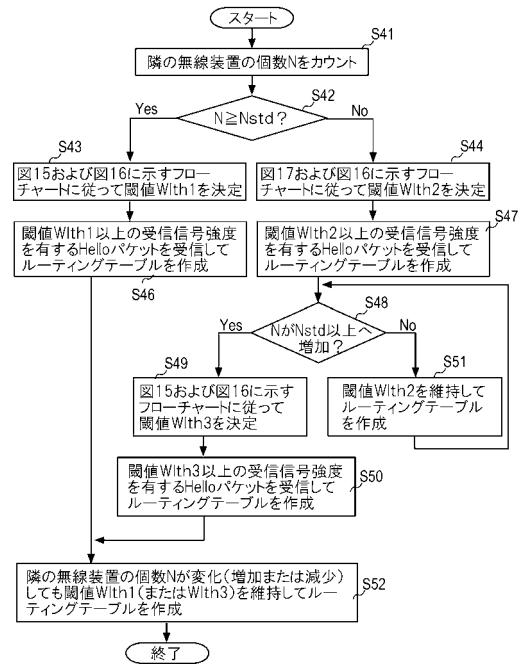 スタート
S41
隣の無線装置の個数Nをカウント
S42
Yes
N≧Nstd？
No
S43
図15および図16に示すフロー
チャートに従って閾値Wlth1を決定
S44
図17および図16に示すフロー
チャートに従って閾値Wlth2を決定
閾値Wlth1以上の受信信号強度
を有するHelloパケットを受信して
ルーティングテーブルを作成
S46
S47
閾値Wlth2以上の受信信号強度
を有するHelloパケットを受信して
ルーティングテーブルを作成
S48
Yes
NがNstd以上へ
増加？
No
S49
図15および図16に示す
フローチャートに従って
閾値Wlth3を決定
S51
閾値Wlth2を維持して
ルーティングテーブル
を作成
閾値Wlth3以上の受信信号強度
を有するHelloパケットを受信して
ルーティングテーブルを作成
S50
隣の無線装置の個数Nが変化（増加または減少）
しても閾値Wlth1（またはWlth3）を維持してルー
ティングテーブルを作成
S52
終了